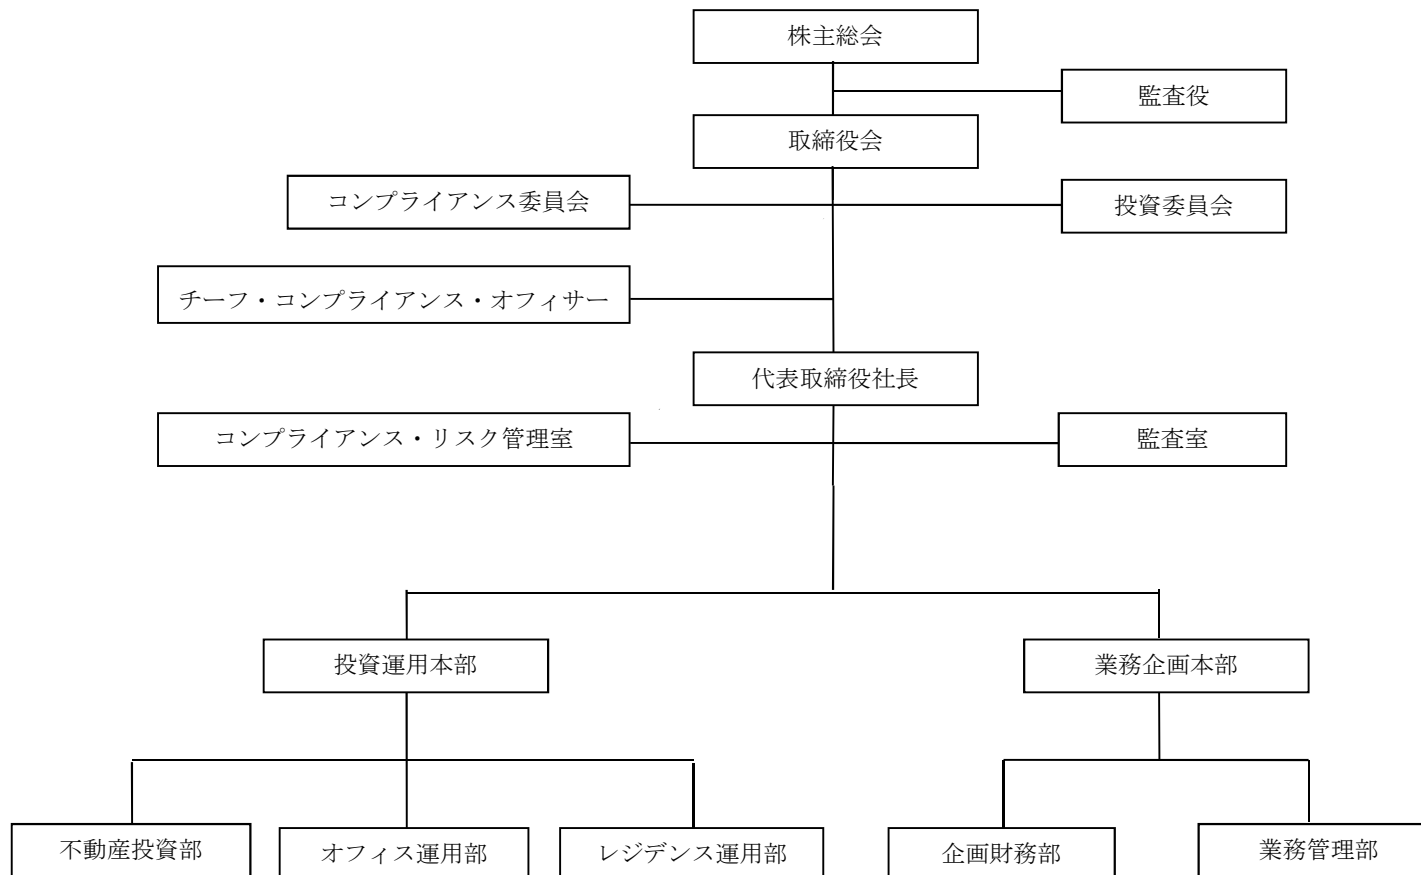 株主総会
監査役
取締役会
コンプライアンス委員会
投資委員会
チーフ・コンプライアンス・オフィサー
代表取締役社長
コンプライアンス・リスク管理室
監査室
投資運用本部
業務企画本部
不動産投資部
オフィス運用部
レジデンス運用部
企画財務部
業務管理部